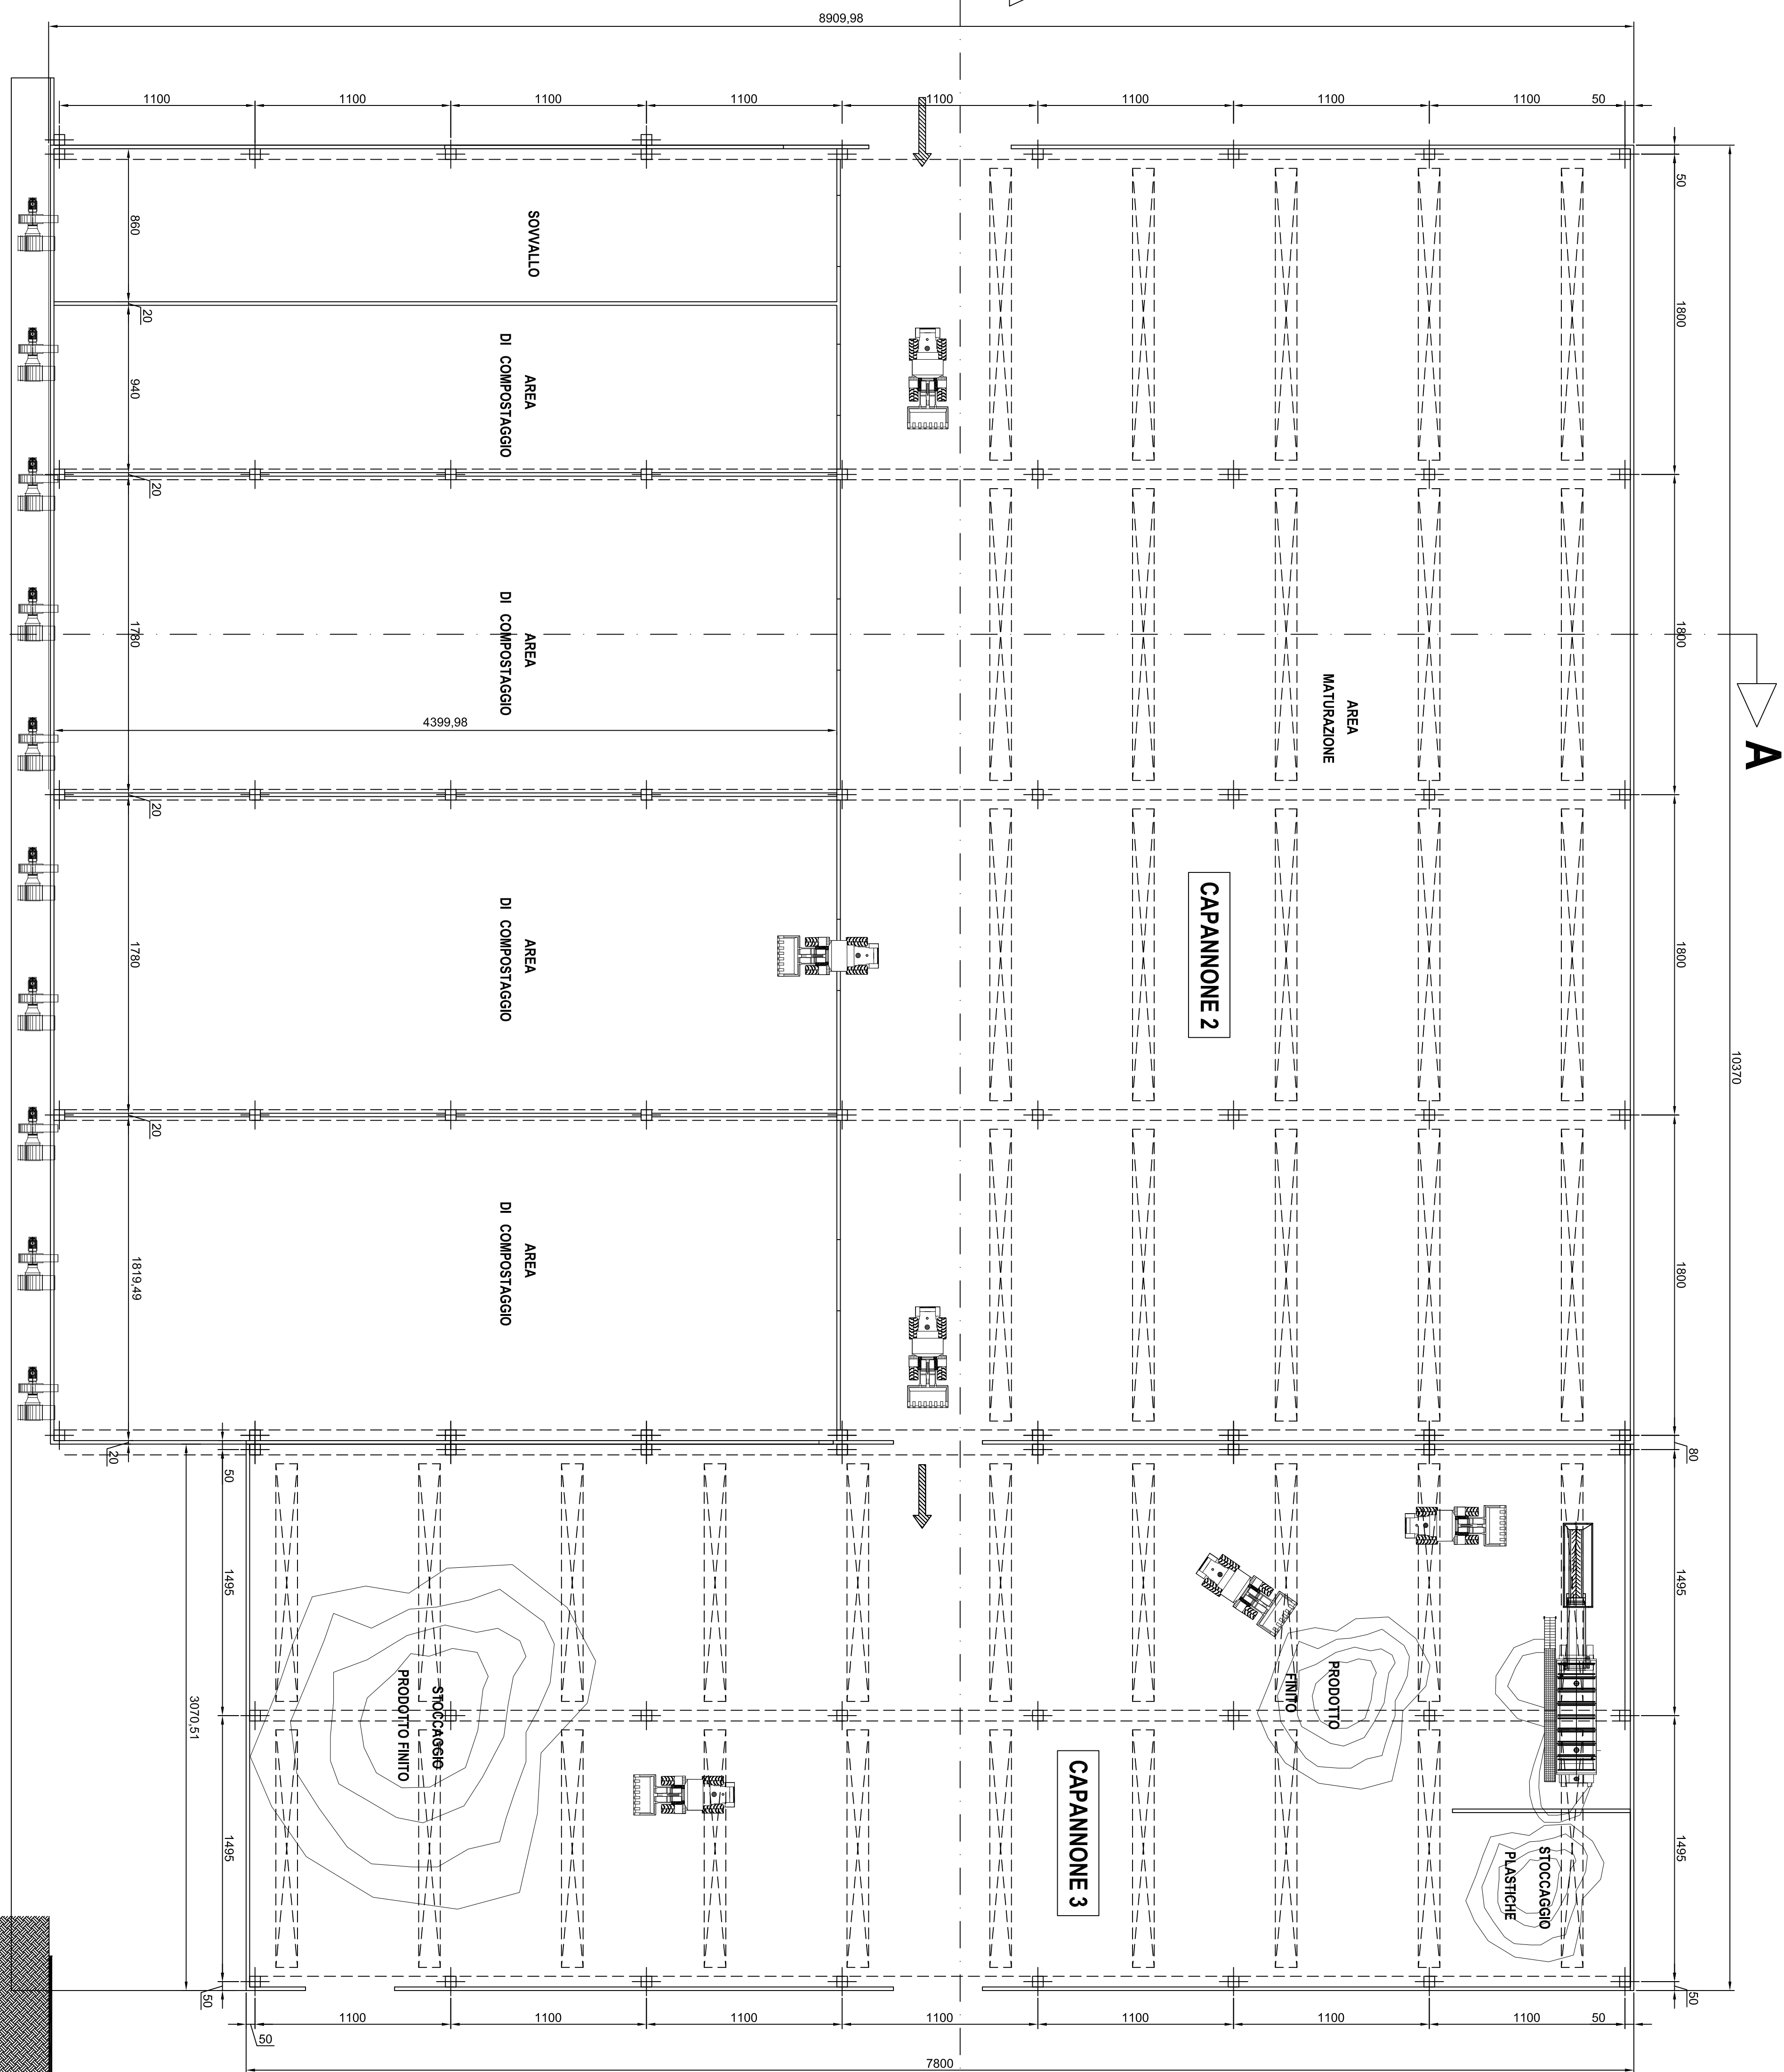 8909,98
1100
1100
1100
1100
1100
1100
1100
1100
50
10370
50
1800
1800
1800
1800
80
1495
1495
50
A
860
20
940
20
1780
20
1780
20
1819,49
20
4399,98
SOVVALLO
AREA
DI COMPOSTAGGIO
AREA
DI COMPOSTAGGIO
AREA
DI COMPOSTAGGIO
AREA
DI COMPOSTAGGIO
AREA
MATURAZIONE
CAPANNONE 2
CAPANNONE 3
PRODOTTO
FINITO
STOCCAGGIO
PLASTICHE
STOCCAGGIO
PRODOTTO FINITO
50
1495
1495
50
3070,51
50
1100
1100
1100
1100
1100
1100
1100
50
7800